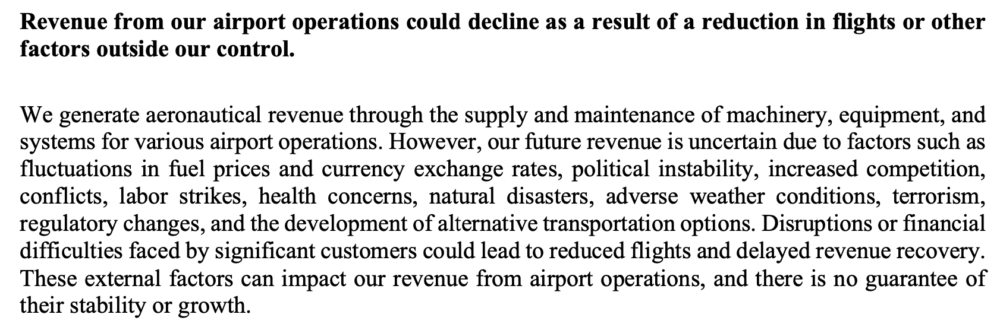 Revenue from our airport operations could decline as a result of a reduction in flights or other
factors outside our control.
We generate aeronautical revenue through the supply and maintenance of machinery, equipment, and
systems for various airport operations. However, our future revenue is uncertain due to factors such as
fluctuations in fuel prices and currency exchange rates, political instability, increased competition,
conflicts, labor strikes, health concerns, natural disasters, adverse weather conditions, terrorism,
regulatory changes, and the development of alternative transportation options. Disruptions or financial
difficulties faced by significant customers could lead to reduced flights and delayed revenue recovery.
These external factors can impact our revenue from airport operations, and there is no guarantee of
their stability or growth.